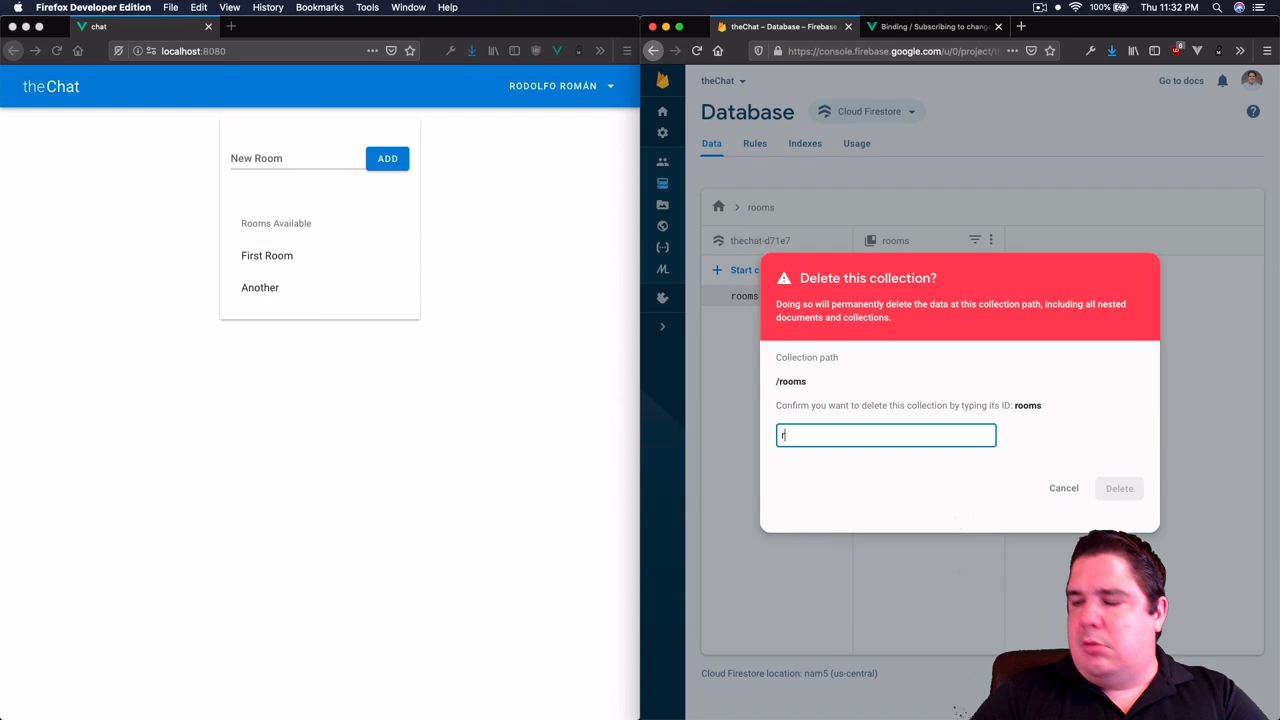 Firefox Developer Edition File Edit View History Bookmarks Tools Window Help
100% Thu 11:32 PM
chat
localhost:8080
theChat
RODOLFO ROMÁN
New Room
ADD
Rooms Available
First Room
Another
theChat – Database – Firebase
Binding / Subscribing to chang
https://console.firebase.google.com/u/0/project/th
6
theChat
Go to docs
Database
Cloud Firestore
Data Rules Indexes Usage
rooms
thechat-d71e7
rooms
Start c
rooms
Delete this collection?
Doing so will permanently delete the data at this collection path, including all nested
documents and collections.
Collection path
/rooms
Confirm you want to delete this collection by typing its ID: rooms
r
Cancel
Delete
Cloud Firestore location: nam5 (us-central)